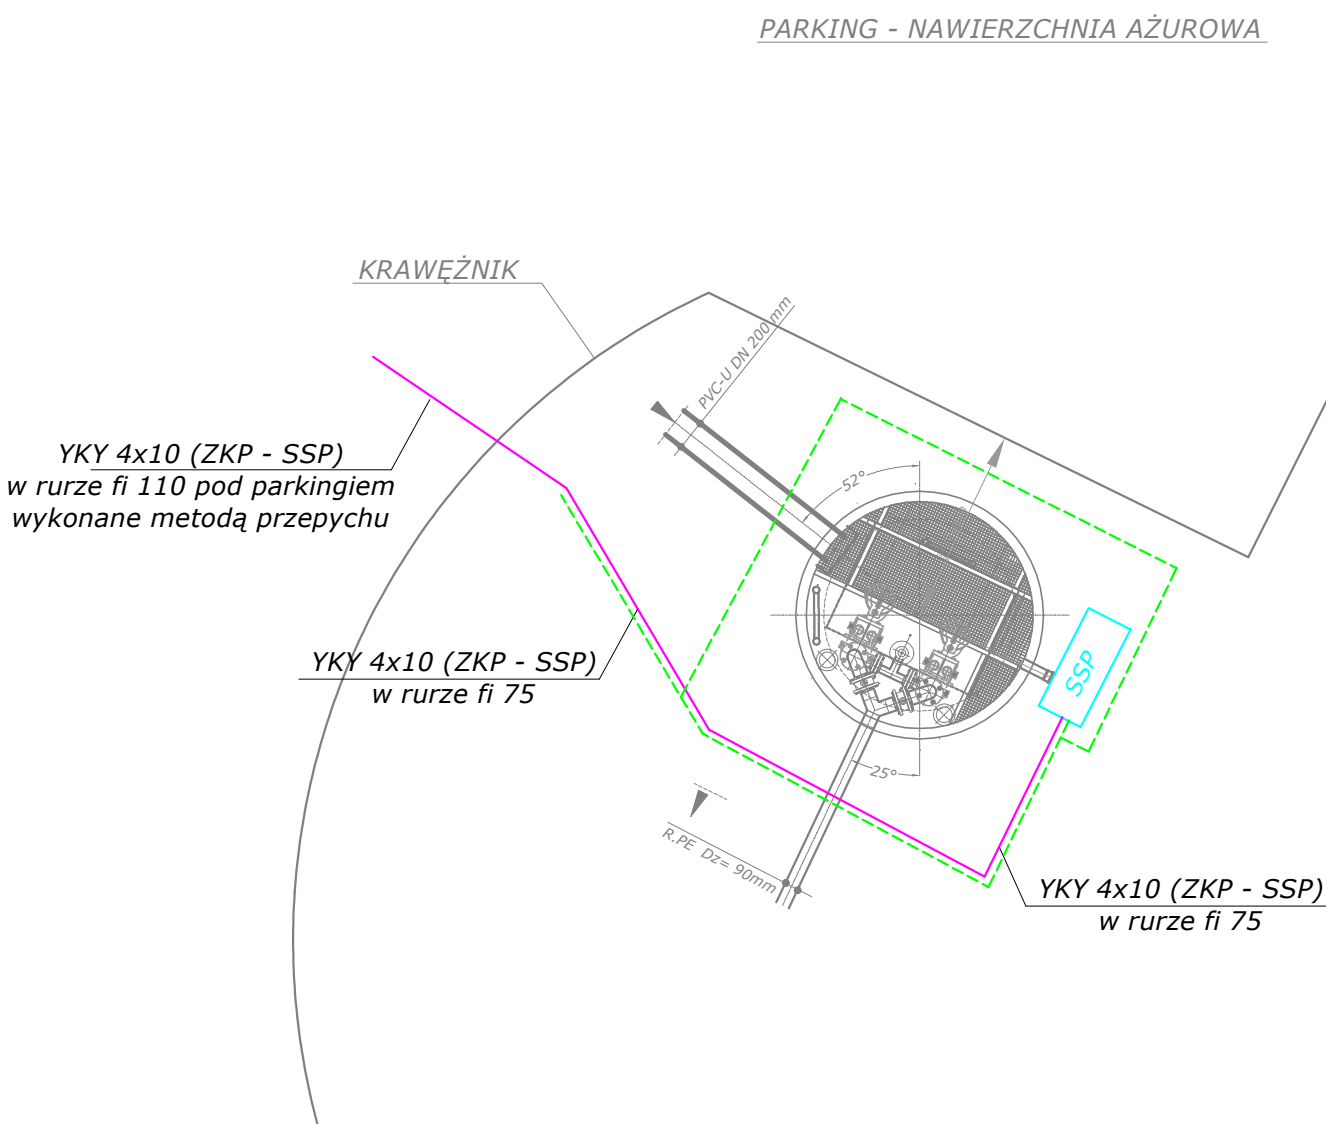 PARKING - NAWIERZCHNIA AŻUROWA
KRAWĘŻNIK
PVC-U DN 200 mm
YKY 4x10 (ZKP - SSP)
w rurze fi 110 pod parkingiem
wykonane metodą przepychu
52°
YKY 4x10 (ZKP - SSP)
w rurze fi 75
SSP
25°
R.PE Dz= 90mm
YKY 4x10 (ZKP - SSP)
w rurze fi 75